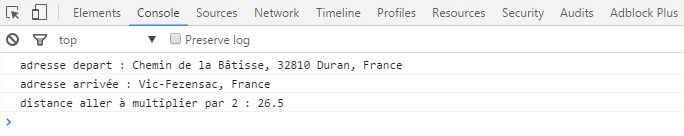 Elements Console Sources Network Timeline Profiles Resources Security Audits Adblock Plus
top ▼ Preserve log
adresse depart : Chemin de la Bâtisse, 32810 Duran, France
adresse arrivée : Vic-Fezensac, France
distance aller à multiplier par 2 : 26.5
>